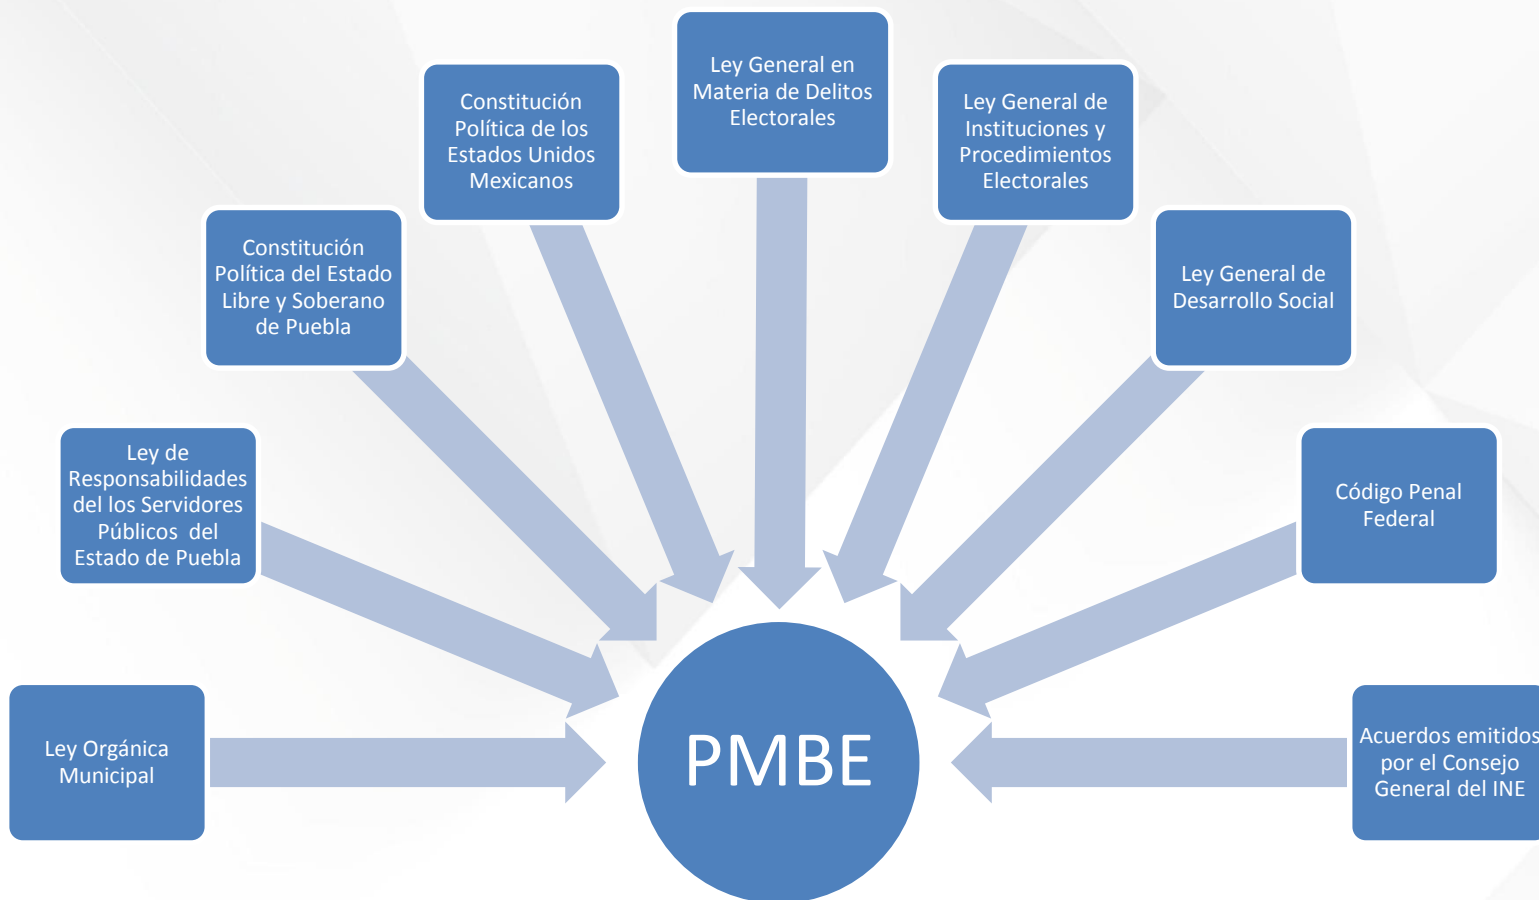 Ley General en
Materia de Delitos
Electorales
Constitución
Política de los
Estados Unidos
Mexicanos
Ley General de
Instituciones y
Procedimientos
Electorales
Constitución
Política del Estado
Libre y Soberano
de Puebla
Ley General de
Desarrollo Social
Ley de
Responsabilidades
del los Servidores
Públicos del
Estado de Puebla
Código Penal
Federal
Ley Orgánica
Municipal
PMBE
Acuerdos emitidos
por el Consejo
General del INE